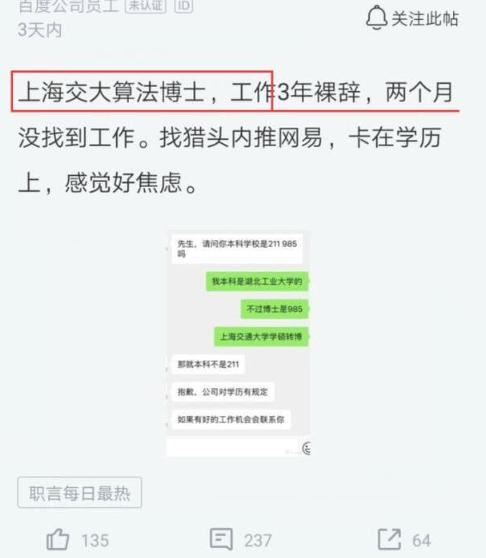 百度公司员工 未认证 ID
3天内
关注此帖
上海交大算法博士，工作3年裸辞，两个月
没找到工作。找猎头内推网易，卡在学历
上，感觉好焦虑。
先生，请问你本科学校是211 985
吗
我本科是湖北工业大学的
不过博士是985
上海交通大学学硕转博
那就本科不是211
抱歉，公司对学历有规定
如果有好的工作机会会联系你
职言每日最热
135
237
64